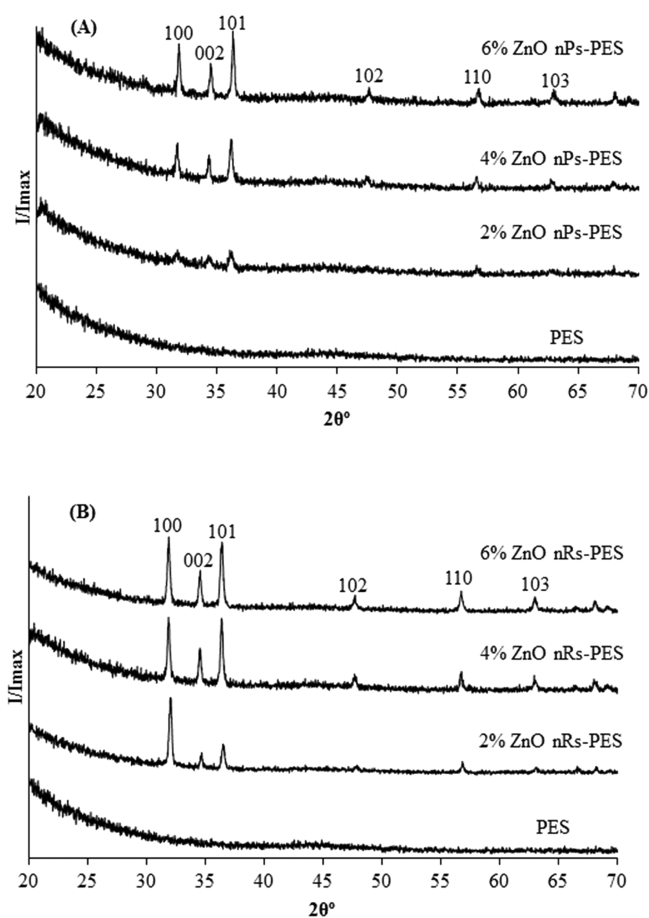 (A)
101
100
002
6% ZnO nPs-PES
102
110
103
4% ZnO nPs-PES
2% ZnO nPs-PES
PES
I/Imax
20 25 30 35 40 45 50 55 60 65 70
2θº
(B)
100
101
002
6% ZnO nRs-PES
102
110
103
4% ZnO nRs-PES
2% ZnO nRs-PES
PES
I/Imax
20 25 30 35 40 45 50 55 60 65 70
2θº